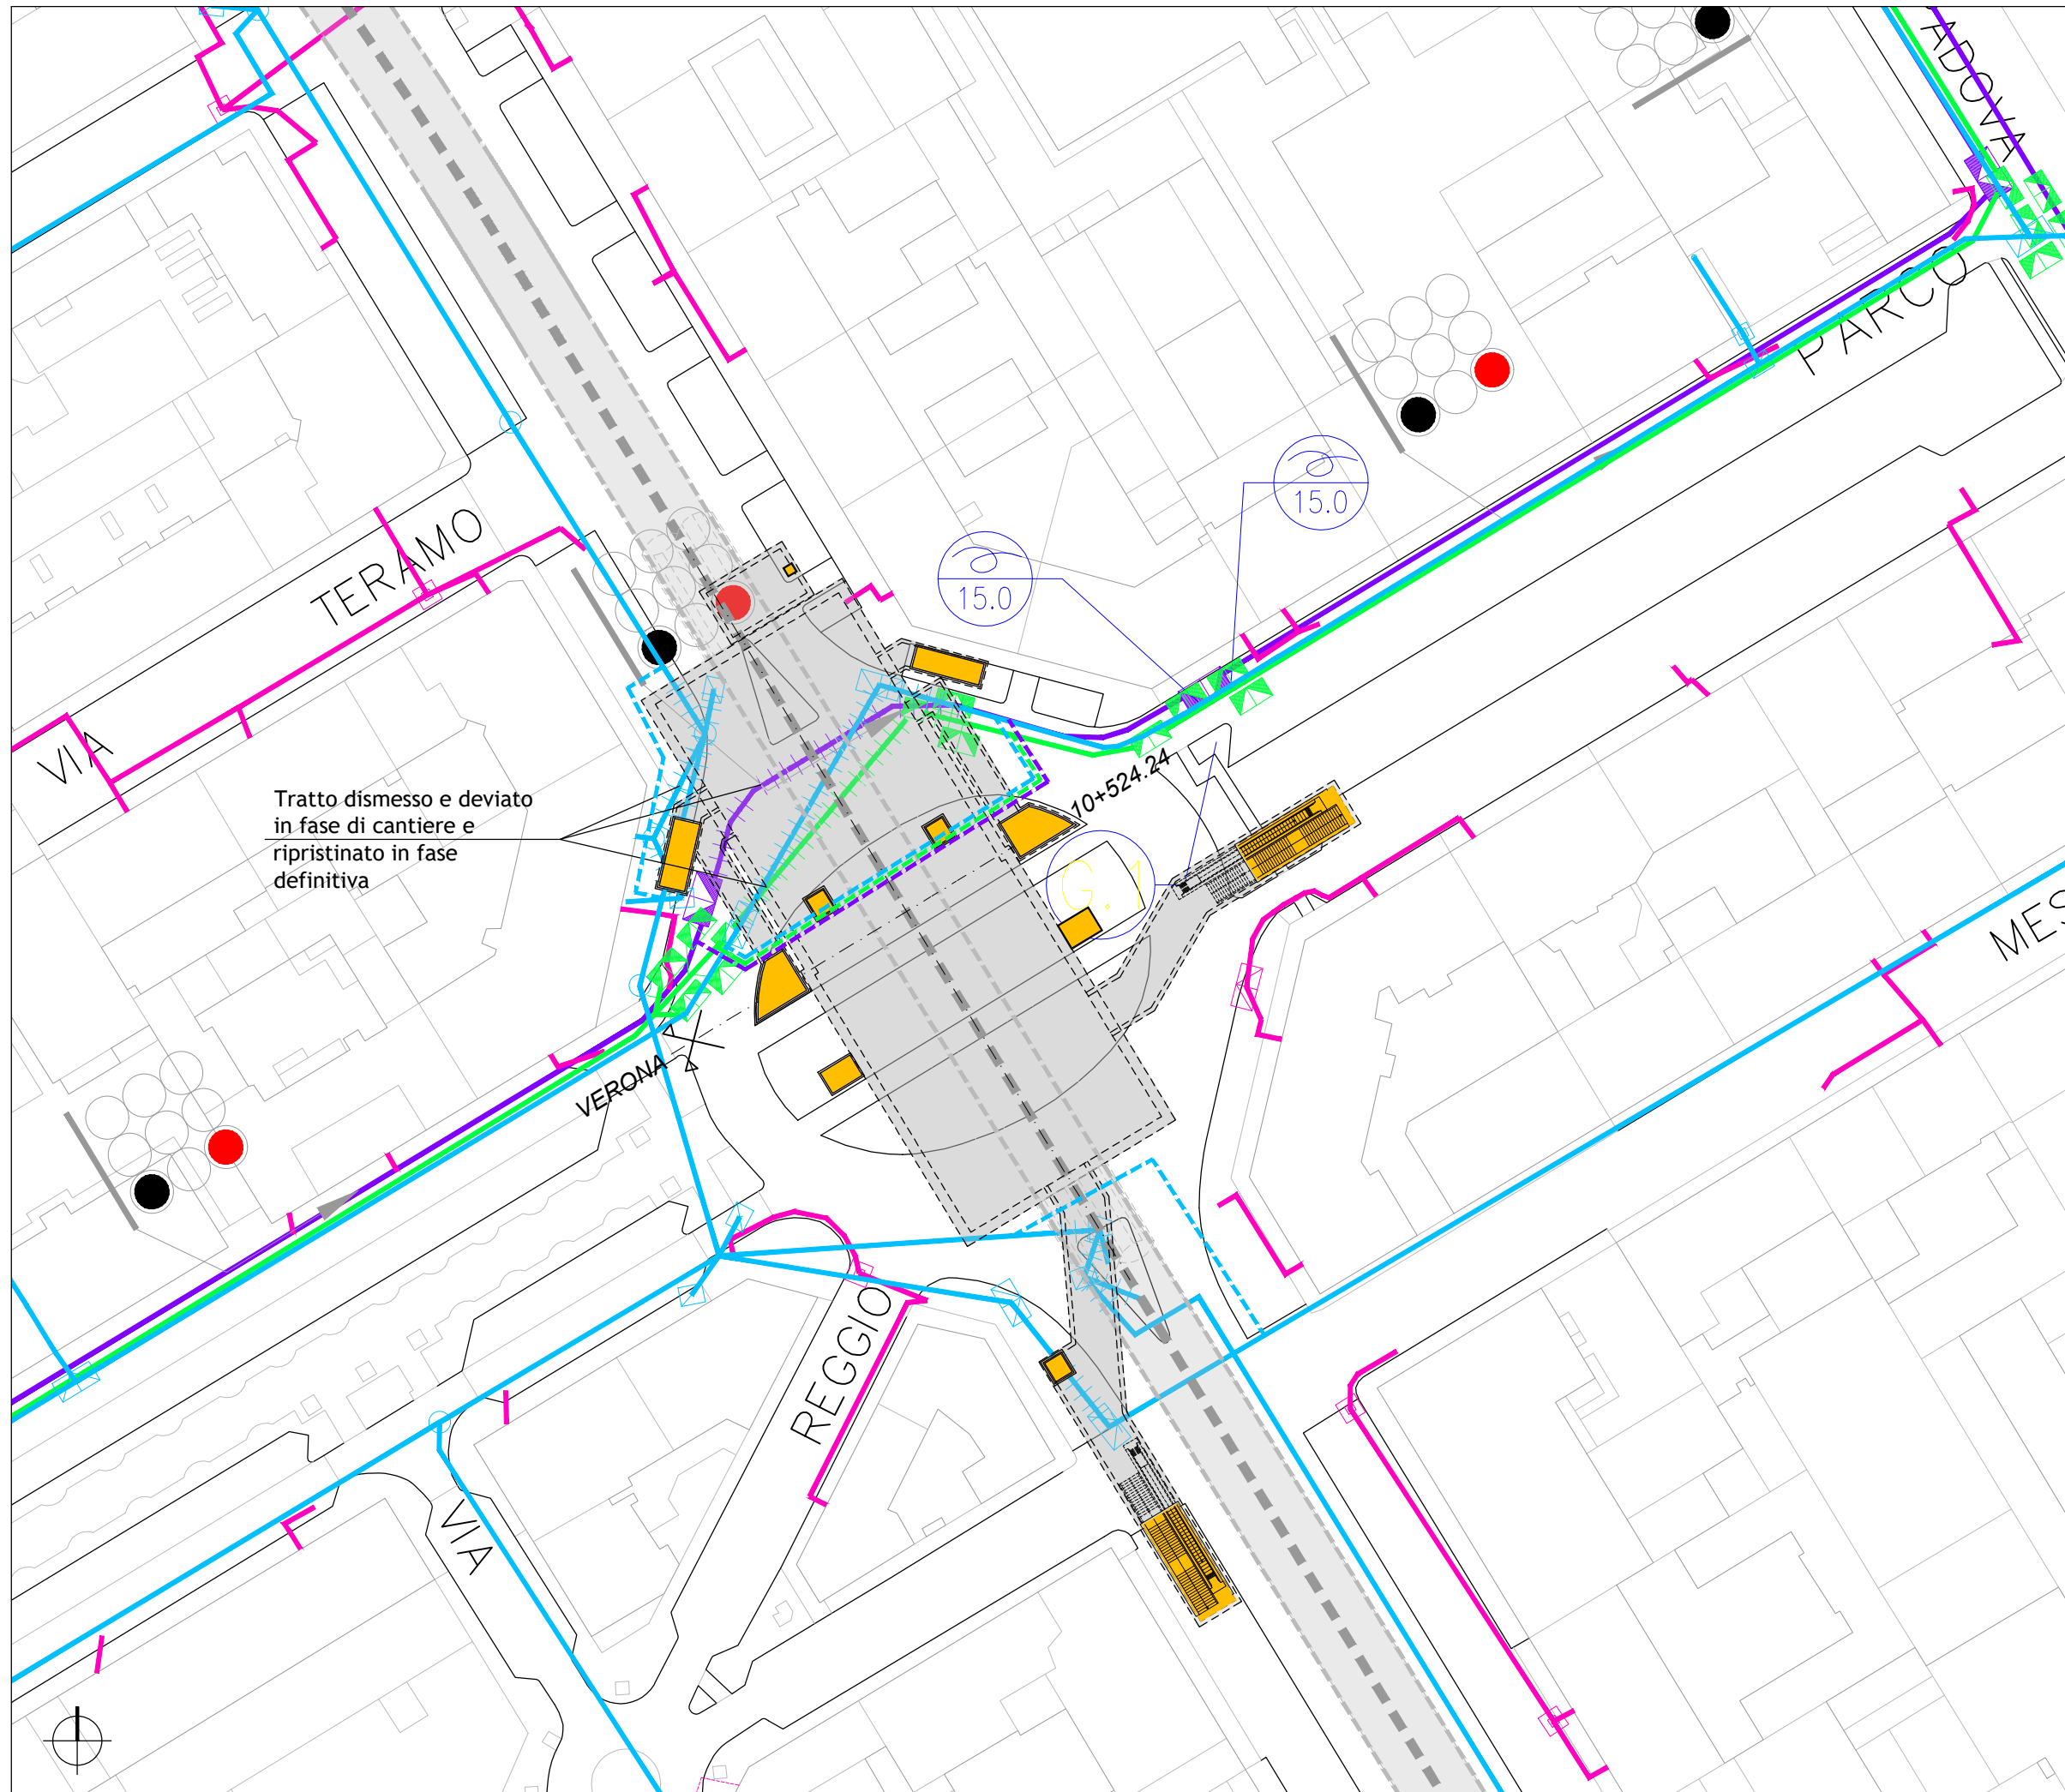 ADOVA
PARCO
15.0
15.0
TERAMO
VIA
10+524.24
Tratto dismesso e deviato
in fase di cantiere e
ripristinato in fase
definitiva
G.1
VERONA
MES
REGGIO
VIA